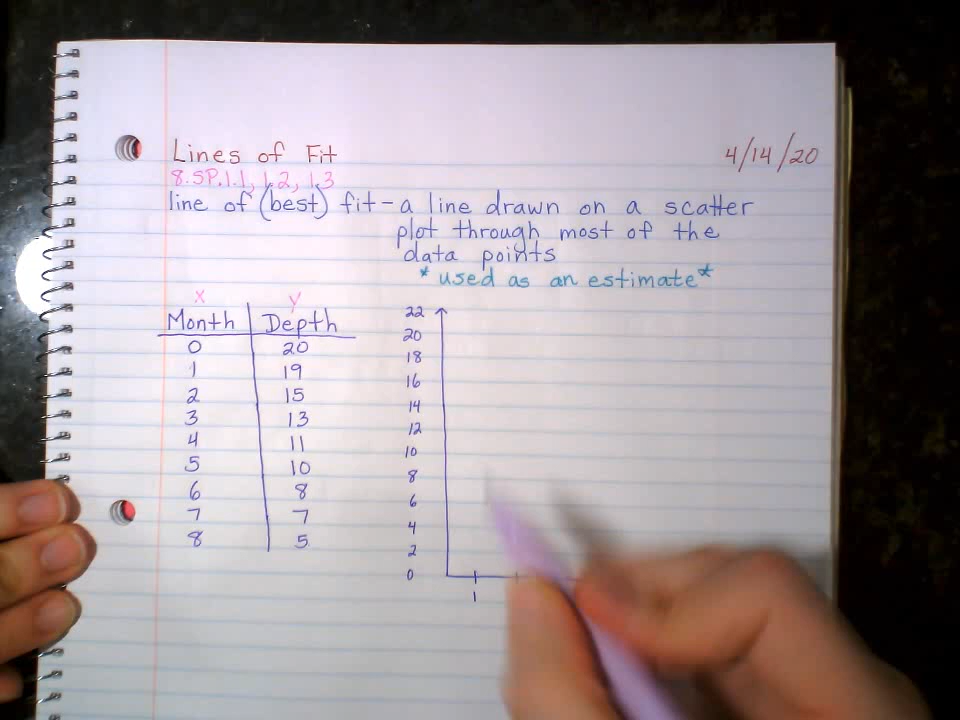 Lines of Fit 4/14/20
8.SP.1.1, 1.2, 1.3
line of (best) fit - a line drawn on a scatter
plot through most of the
data points
*used as an estimate*
x y
Month Depth
0 20
1 19
2 15
3 13
4 11
5 10
6 8
7 7
8 5
22
20
18
16
14
12
10
8
6
4
2
0
1